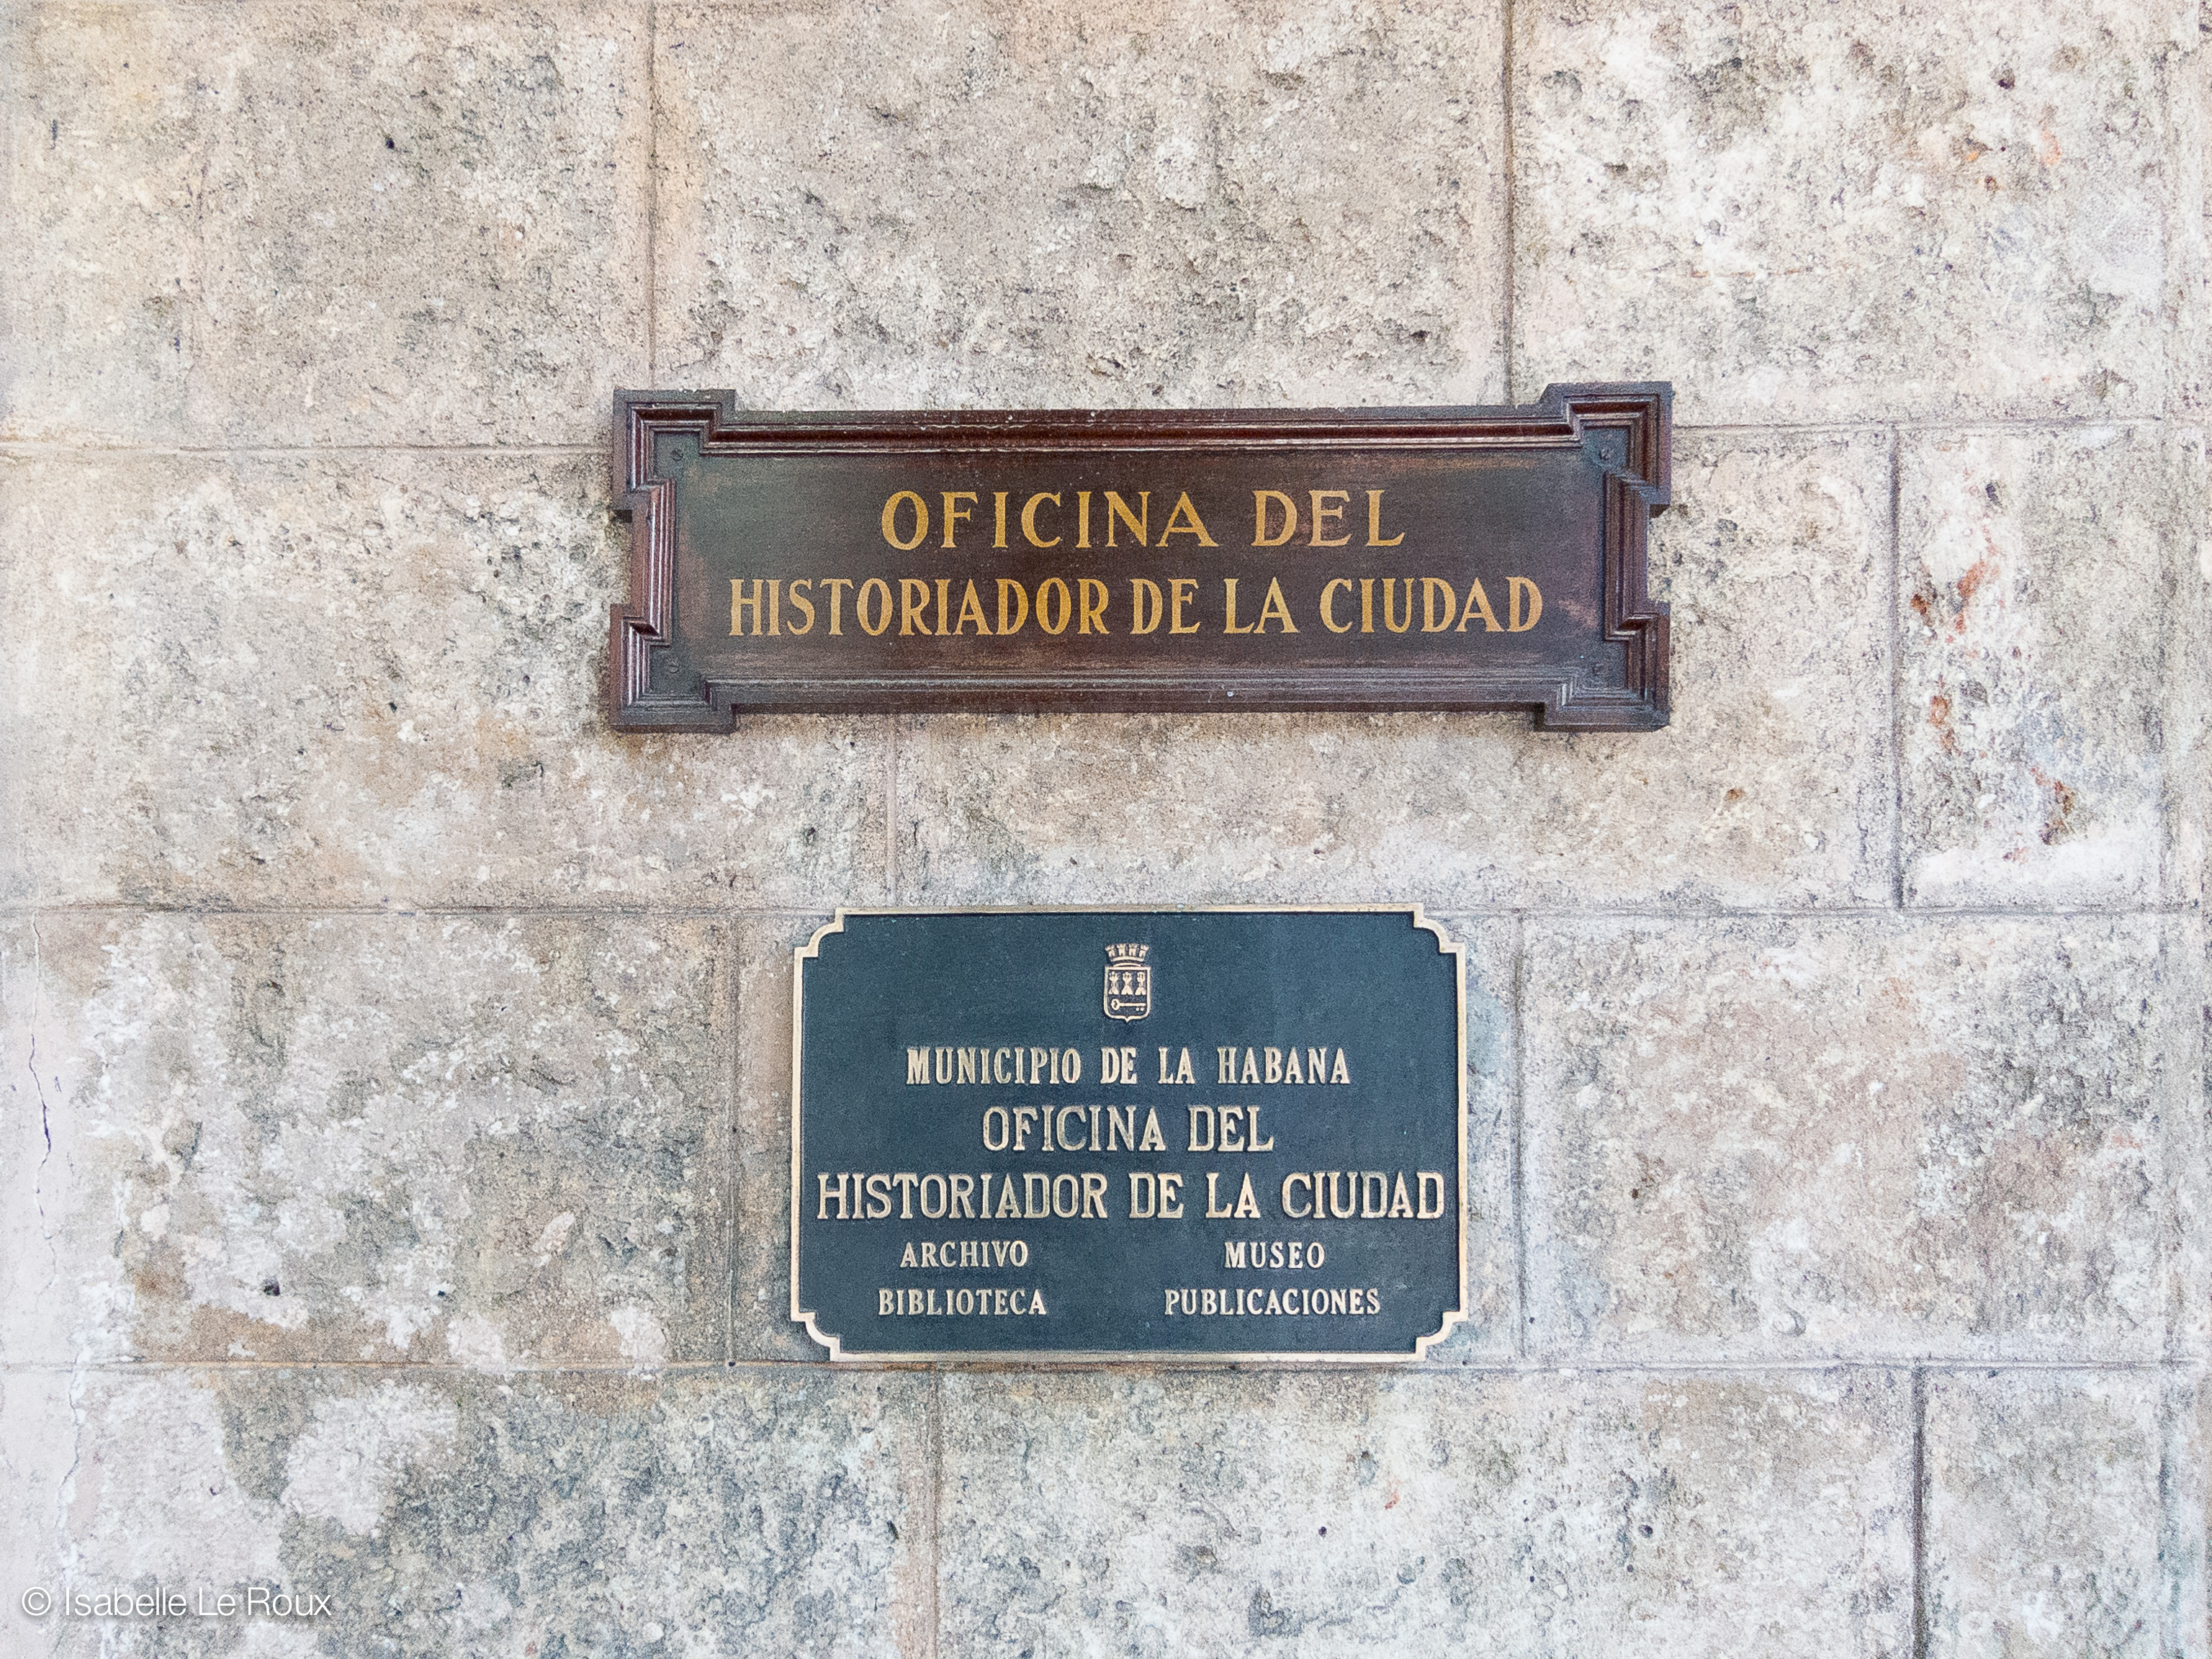 OFICINA DEL
HISTORIADOR DE LA CIUDAD
MUNICIPIO DE LA HABANA
OFICINA DEL
HISTORIADOR DE LA CIUDAD
ARCHIVO MUSEO
BIBLIOTECA PUBLICACIONES
© Isabelle Le Roux